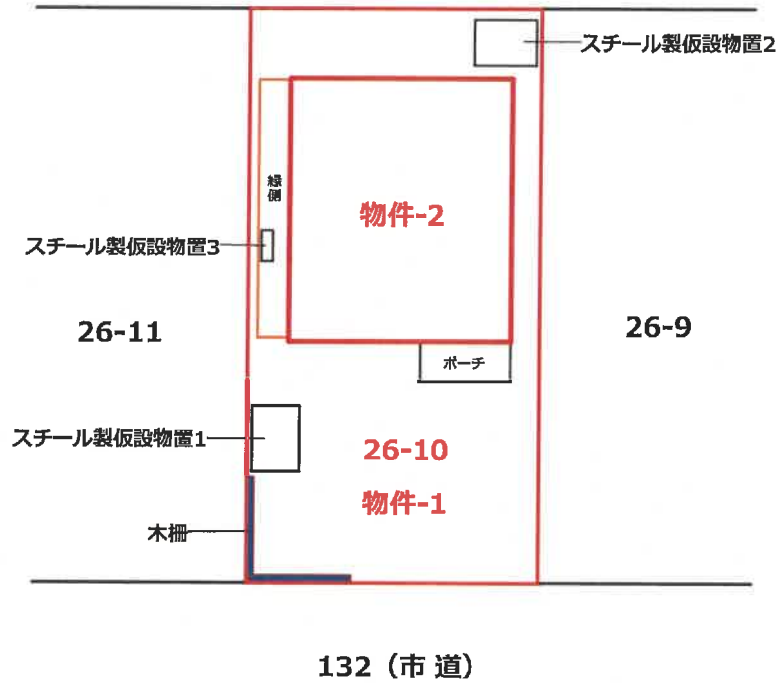 スチール製仮設物置2
縁側
物件-2
スチール製仮設物置3
26-11
26-9
ポーチ
スチール製仮設物置1
26-10
物件-1
木柵
132（市 道）